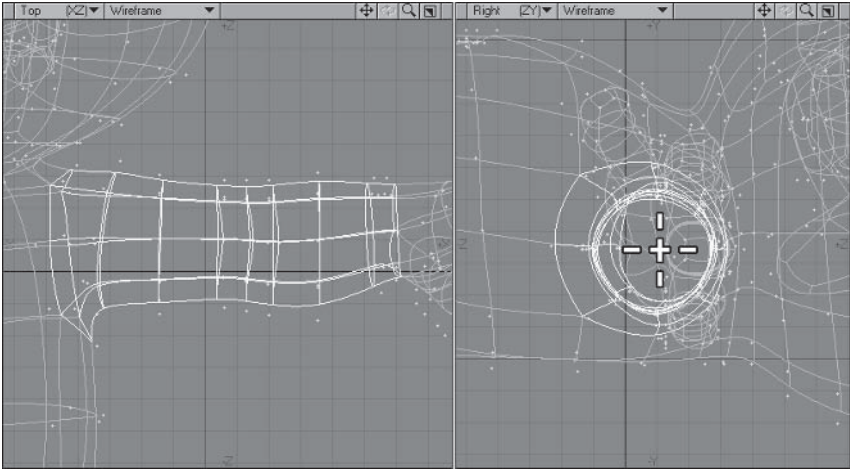 Top (XZ) Wireframe
Right (ZY) Wireframe
+Z
+Y
Z
+Z
-Z
-Y